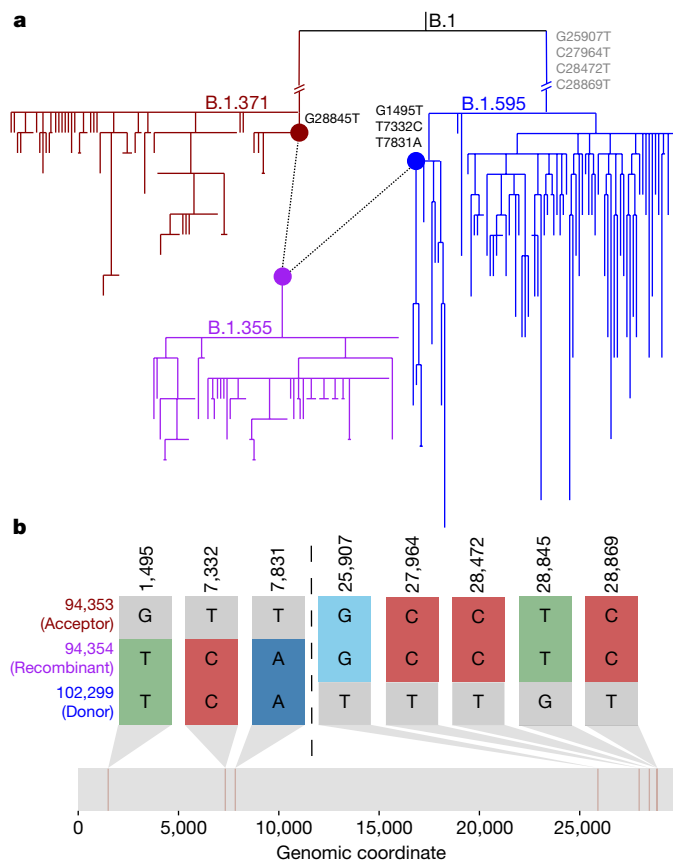 a
B.1
G25907T
C27964T
C28472T
C28869T
B.1.371
G28845T
G1495T
T7332C
T7831A
B.1.595
B.1.355
b
1,495
7,332
7,831
25,907
27,964
28,472
28,845
28,869
94,353
(Acceptor)
G T T G C C T C
94,354
(Recombinant)
T C A G C C T C
102,299
(Donor)
T C A T T T G T
0 5,000 10,000 15,000 20,000 25,000
Genomic coordinate